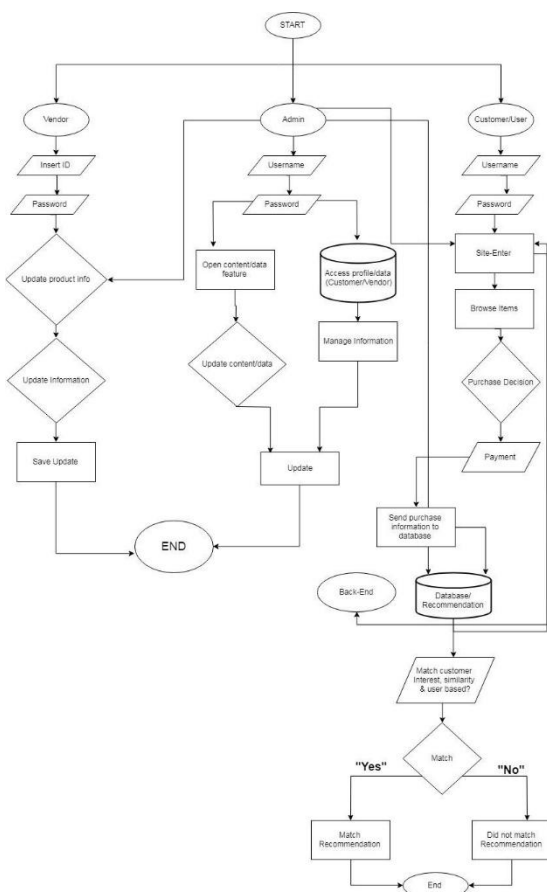 START
Vendor
Admin
Customer/User
Insert ID
Username
Username
Password
Password
Password
Update product info
Open content/data
feature
Access profile/data
(Customer/Vendor)
Site-Enter
Browse Items
Manage Information
Update Information
Update content/data
Purchase Decision
Save Update
Update
Payment
Send purchase
information to
database
END
Back-End
Database/
Recommendation
Match customer
Interest, similarity
& user based?
Match
"Yes"
"No"
Match
Recommendation
Did not match
Recommendation
End